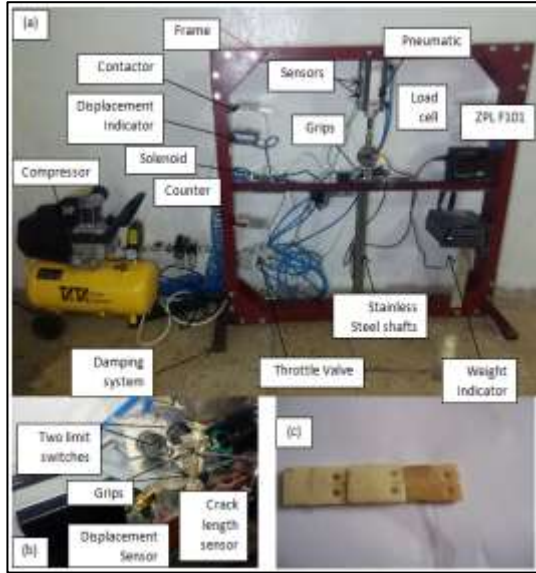 (a)
Frame
Pneumatic
Contactor
Sensors
Displacement
Indicator
Load
cell
ZPL F101
Grips
Solenoid
Compressor
Counter
Damping
system
Throttle Valve
Stainless
Steel shafts
Weight
Indicator
Two limit
switches
Grips
Crack
length
sensor
Displacement
Sensor
(b)
(c)